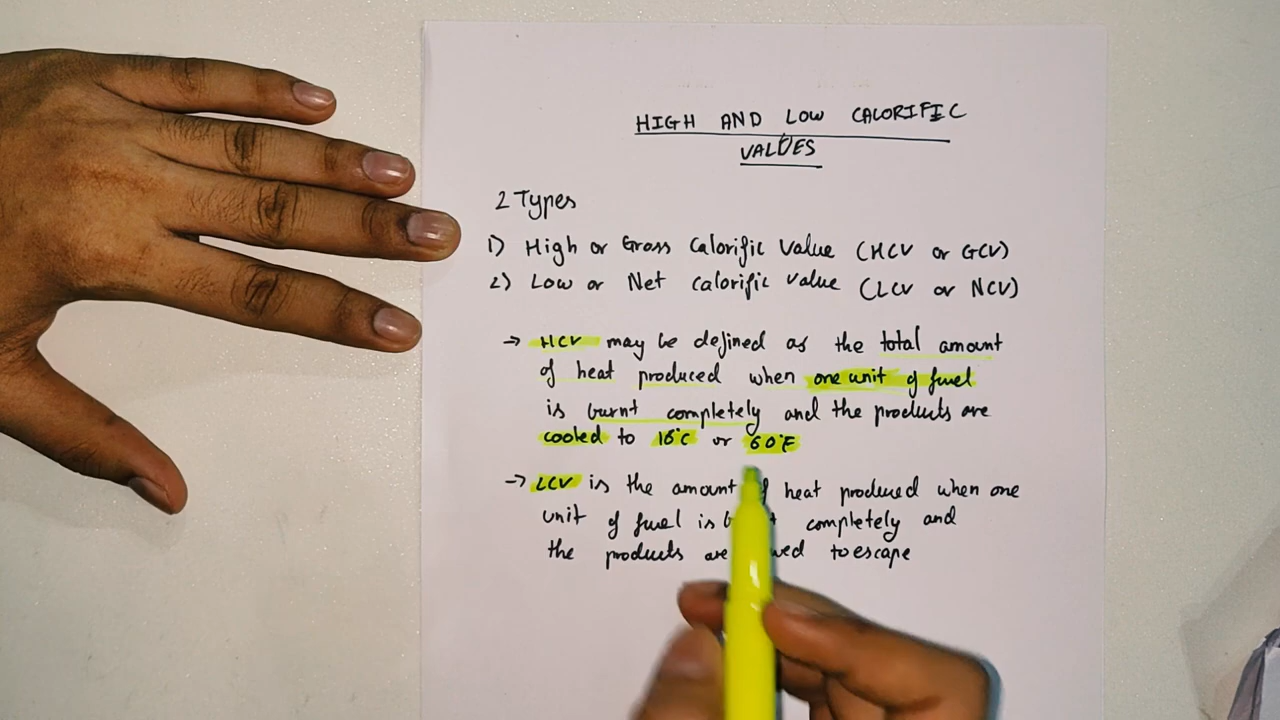 HIGH AND LOW CALORIFIC
VALUES
2 Types
1) High or Gross Calorific Value (HCV or GCV)
2) Low or Net calorific value (LCV or NCV)
→ HCV may be defined as the total amount
of heat produced when one unit of fuel
is burnt completely and the products are
cooled to 16°C or 60°F
→ LCV is the amount heat produced when one
unit of fuel is completely and
the products are to escape